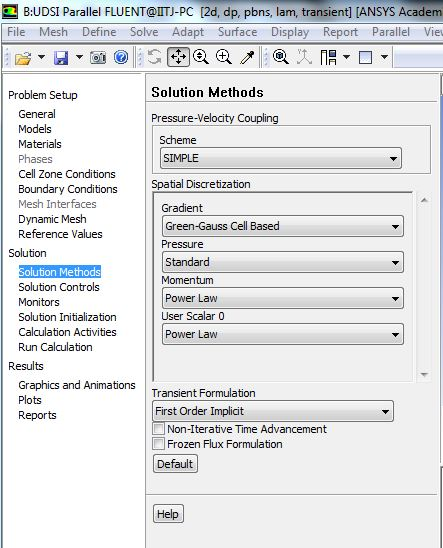 B:UDSI Parallel FLUENT@IITJ-PC [2d, dp, pbns, lam, transient] [ANSYS Academ
File Mesh Define Solve Adapt Surface Display Report Parallel View
Problem Setup
General
Models
Materials
Phases
Cell Zone Conditions
Boundary Conditions
Mesh Interfaces
Dynamic Mesh
Reference Values
Solution
Solution Methods
Solution Controls
Monitors
Solution Initialization
Calculation Activities
Run Calculation
Results
Graphics and Animations
Plots
Reports
Solution Methods
Pressure-Velocity Coupling
Scheme
SIMPLE
Spatial Discretization
Gradient
Green-Gauss Cell Based
Pressure
Standard
Momentum
Power Law
User Scalar 0
Power Law
Transient Formulation
First Order Implicit
Non-Iterative Time Advancement
Frozen Flux Formulation
Default
Help